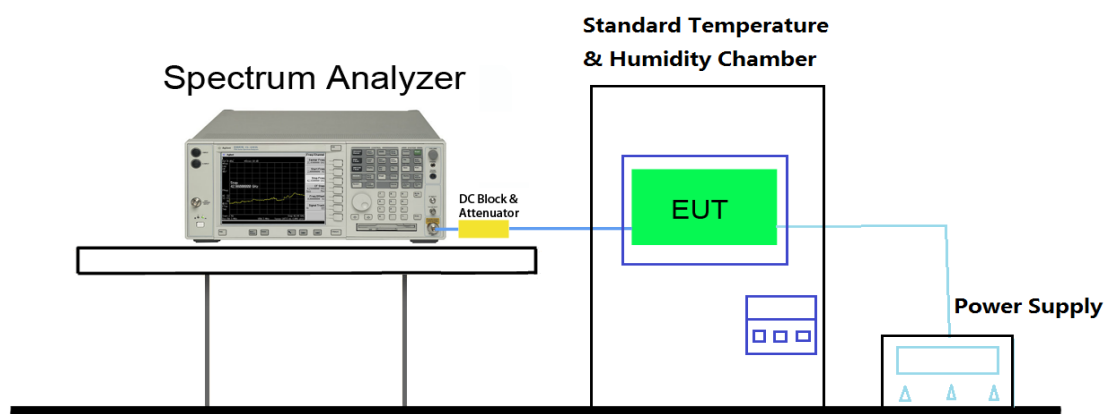 Standard Temperature
& Humidity Chamber
Spectrum Analyzer
DC Block &
Attenuator
EUT
Power Supply